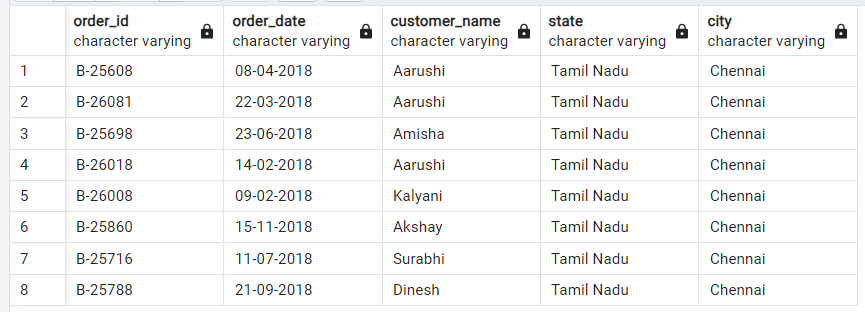 order_id order_date customer_name state city
character varying character varying character varying character varying character varying
1 B-25608 08-04-2018 Aarushi Tamil Nadu Chennai
2 B-26081 22-03-2018 Aarushi Tamil Nadu Chennai
3 B-25698 23-06-2018 Amisha Tamil Nadu Chennai
4 B-26018 14-02-2018 Aarushi Tamil Nadu Chennai
5 B-26008 09-02-2018 Kalyani Tamil Nadu Chennai
6 B-25860 15-11-2018 Akshay Tamil Nadu Chennai
7 B-25716 11-07-2018 Surabhi Tamil Nadu Chennai
8 B-25788 21-09-2018 Dinesh Tamil Nadu Chennai